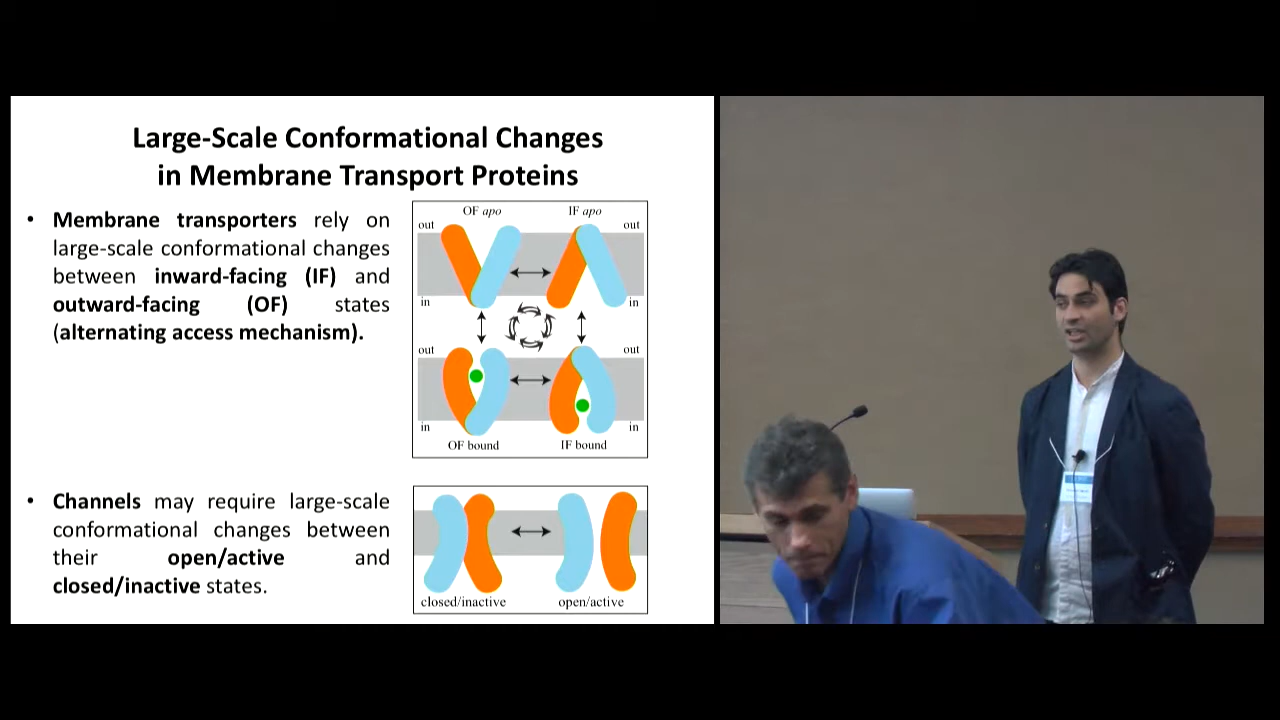 Large-Scale Conformational Changes
in Membrane Transport Proteins
• Membrane transporters rely on
large-scale conformational changes
between inward-facing (IF) and
outward-facing (OF) states
(alternating access mechanism).
OF apo IF apo
out out
in in
out out
in in
OF bound IF bound
• Channels may require large-scale
conformational changes between
their open/active and
closed/inactive states.
closed/inactive open/active